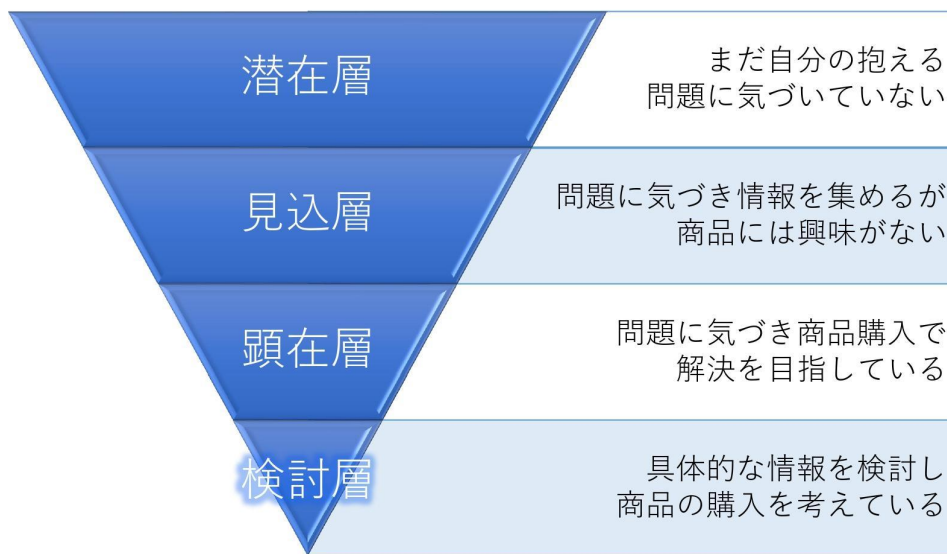 潜在層
まだ自分の抱える
問題に気づいていない
見込層
問題に気づき情報を集めるが
商品には興味がない
顕在層
問題に気づき商品購入で
解決を目指している
検討層
具体的な情報を検討し
商品の購入を考えている